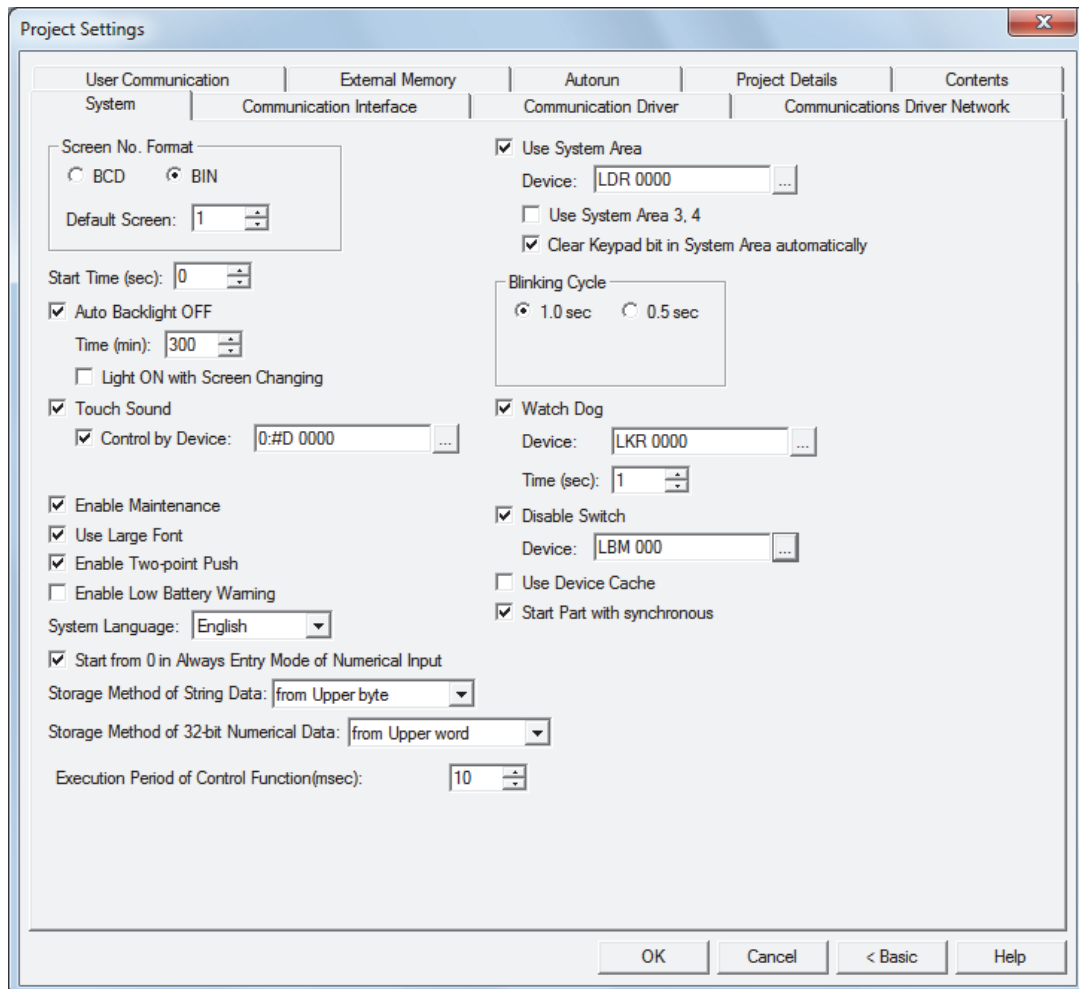 Project Settings
User Communication External Memory Autorun Project Details Contents
System Communication Interface Communication Driver Communications Driver Network
Screen No. Format
BCD BIN
Default Screen: 1
Start Time (sec): 0
Auto Backlight OFF
Time (min): 300
Light ON with Screen Changing
Touch Sound
Control by Device: 0:#D 0000 ...
Enable Maintenance
Use Large Font
Enable Two-point Push
Enable Low Battery Warning
System Language: English
Start from 0 in Always Entry Mode of Numerical Input
Storage Method of String Data: from Upper byte
Storage Method of 32-bit Numerical Data: from Upper word
Execution Period of Control Function(msec): 10
Use System Area
Device: LDR 0000 ...
Use System Area 3, 4
Clear Keypad bit in System Area automatically
Blinking Cycle
1.0 sec 0.5 sec
Watch Dog
Device: LKR 0000 ...
Time (sec): 1
Disable Switch
Device: LBM 000 ...
Use Device Cache
Start Part with synchronous
OK Cancel < Basic Help